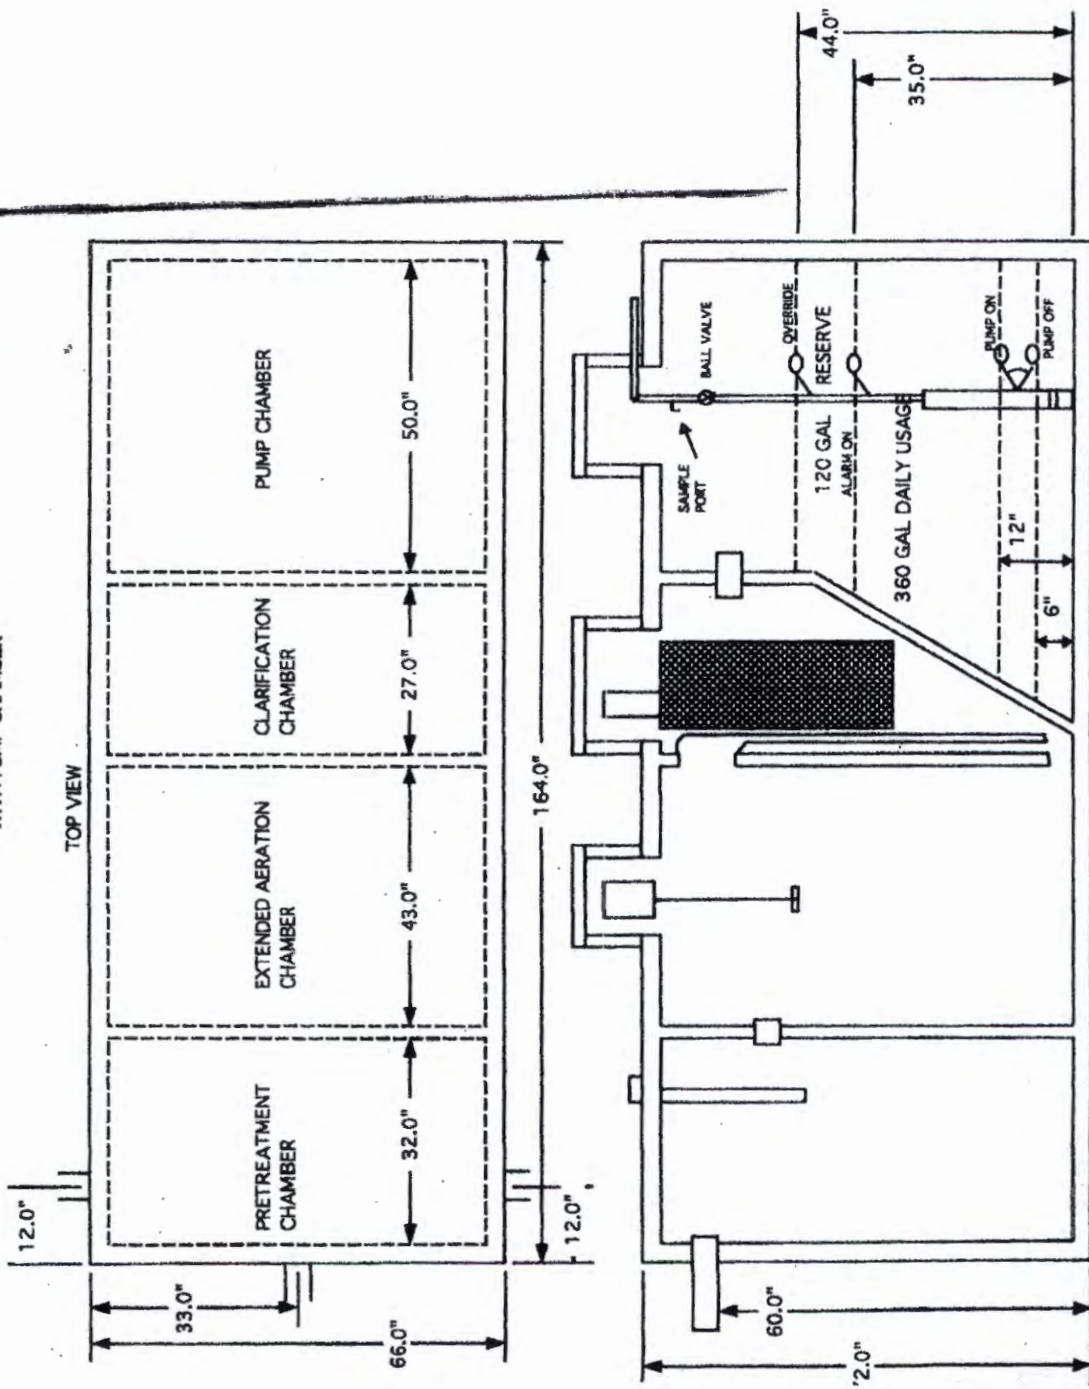 TOP VIEW
12.0"
33.0"
66.0"
PRETREATMENT
CHAMBER
32.0"
EXTENDED AERATION
CHAMBER
43.0"
CLARIFICATION
CHAMBER
27.0"
PUMP CHAMBER
50.0"
164.0"
12.0"
60.0"
2.0"
SAMPLE
PORT
BALL VALVE
OVERRIDE
120 GAL RESERVE
ALARM ON
360 GAL DAILY USAGE
PUMP ON
PUMP OFF
12"
6"
44.0"
35.0"